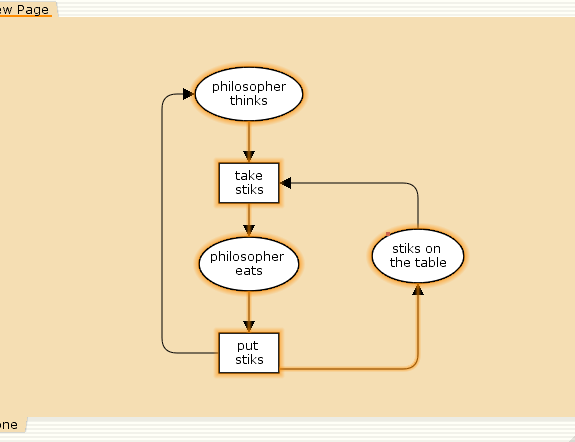 ew Page
philosopher
thinks
take
stiks
philosopher
eats
stiks on
the table
put
stiks
one